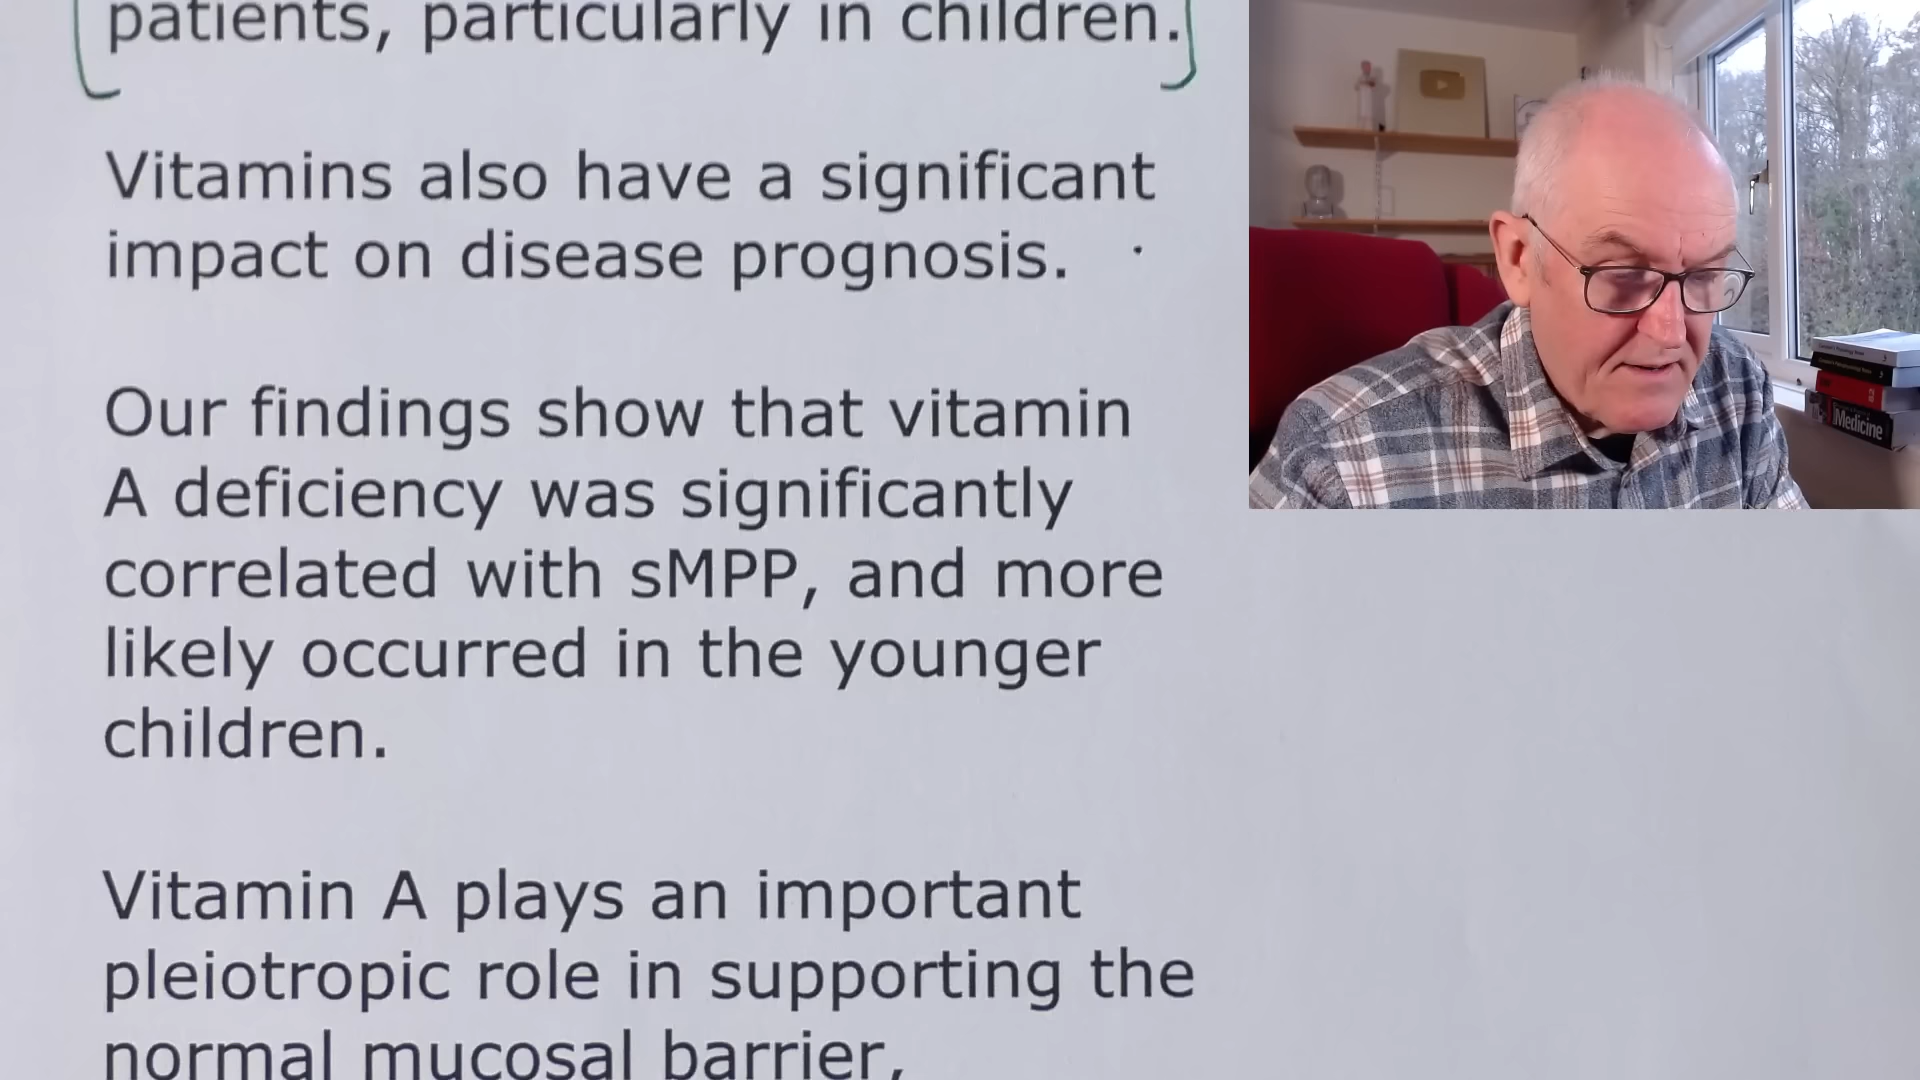 patients, particularly in children.
Vitamins also have a significant
impact on disease prognosis.
Our findings show that vitamin
A deficiency was significantly
correlated with sMPP, and more
likely occurred in the younger
children.
Vitamin A plays an important
pleiotropic role in supporting the
normal mucosal barrier,
Medicine